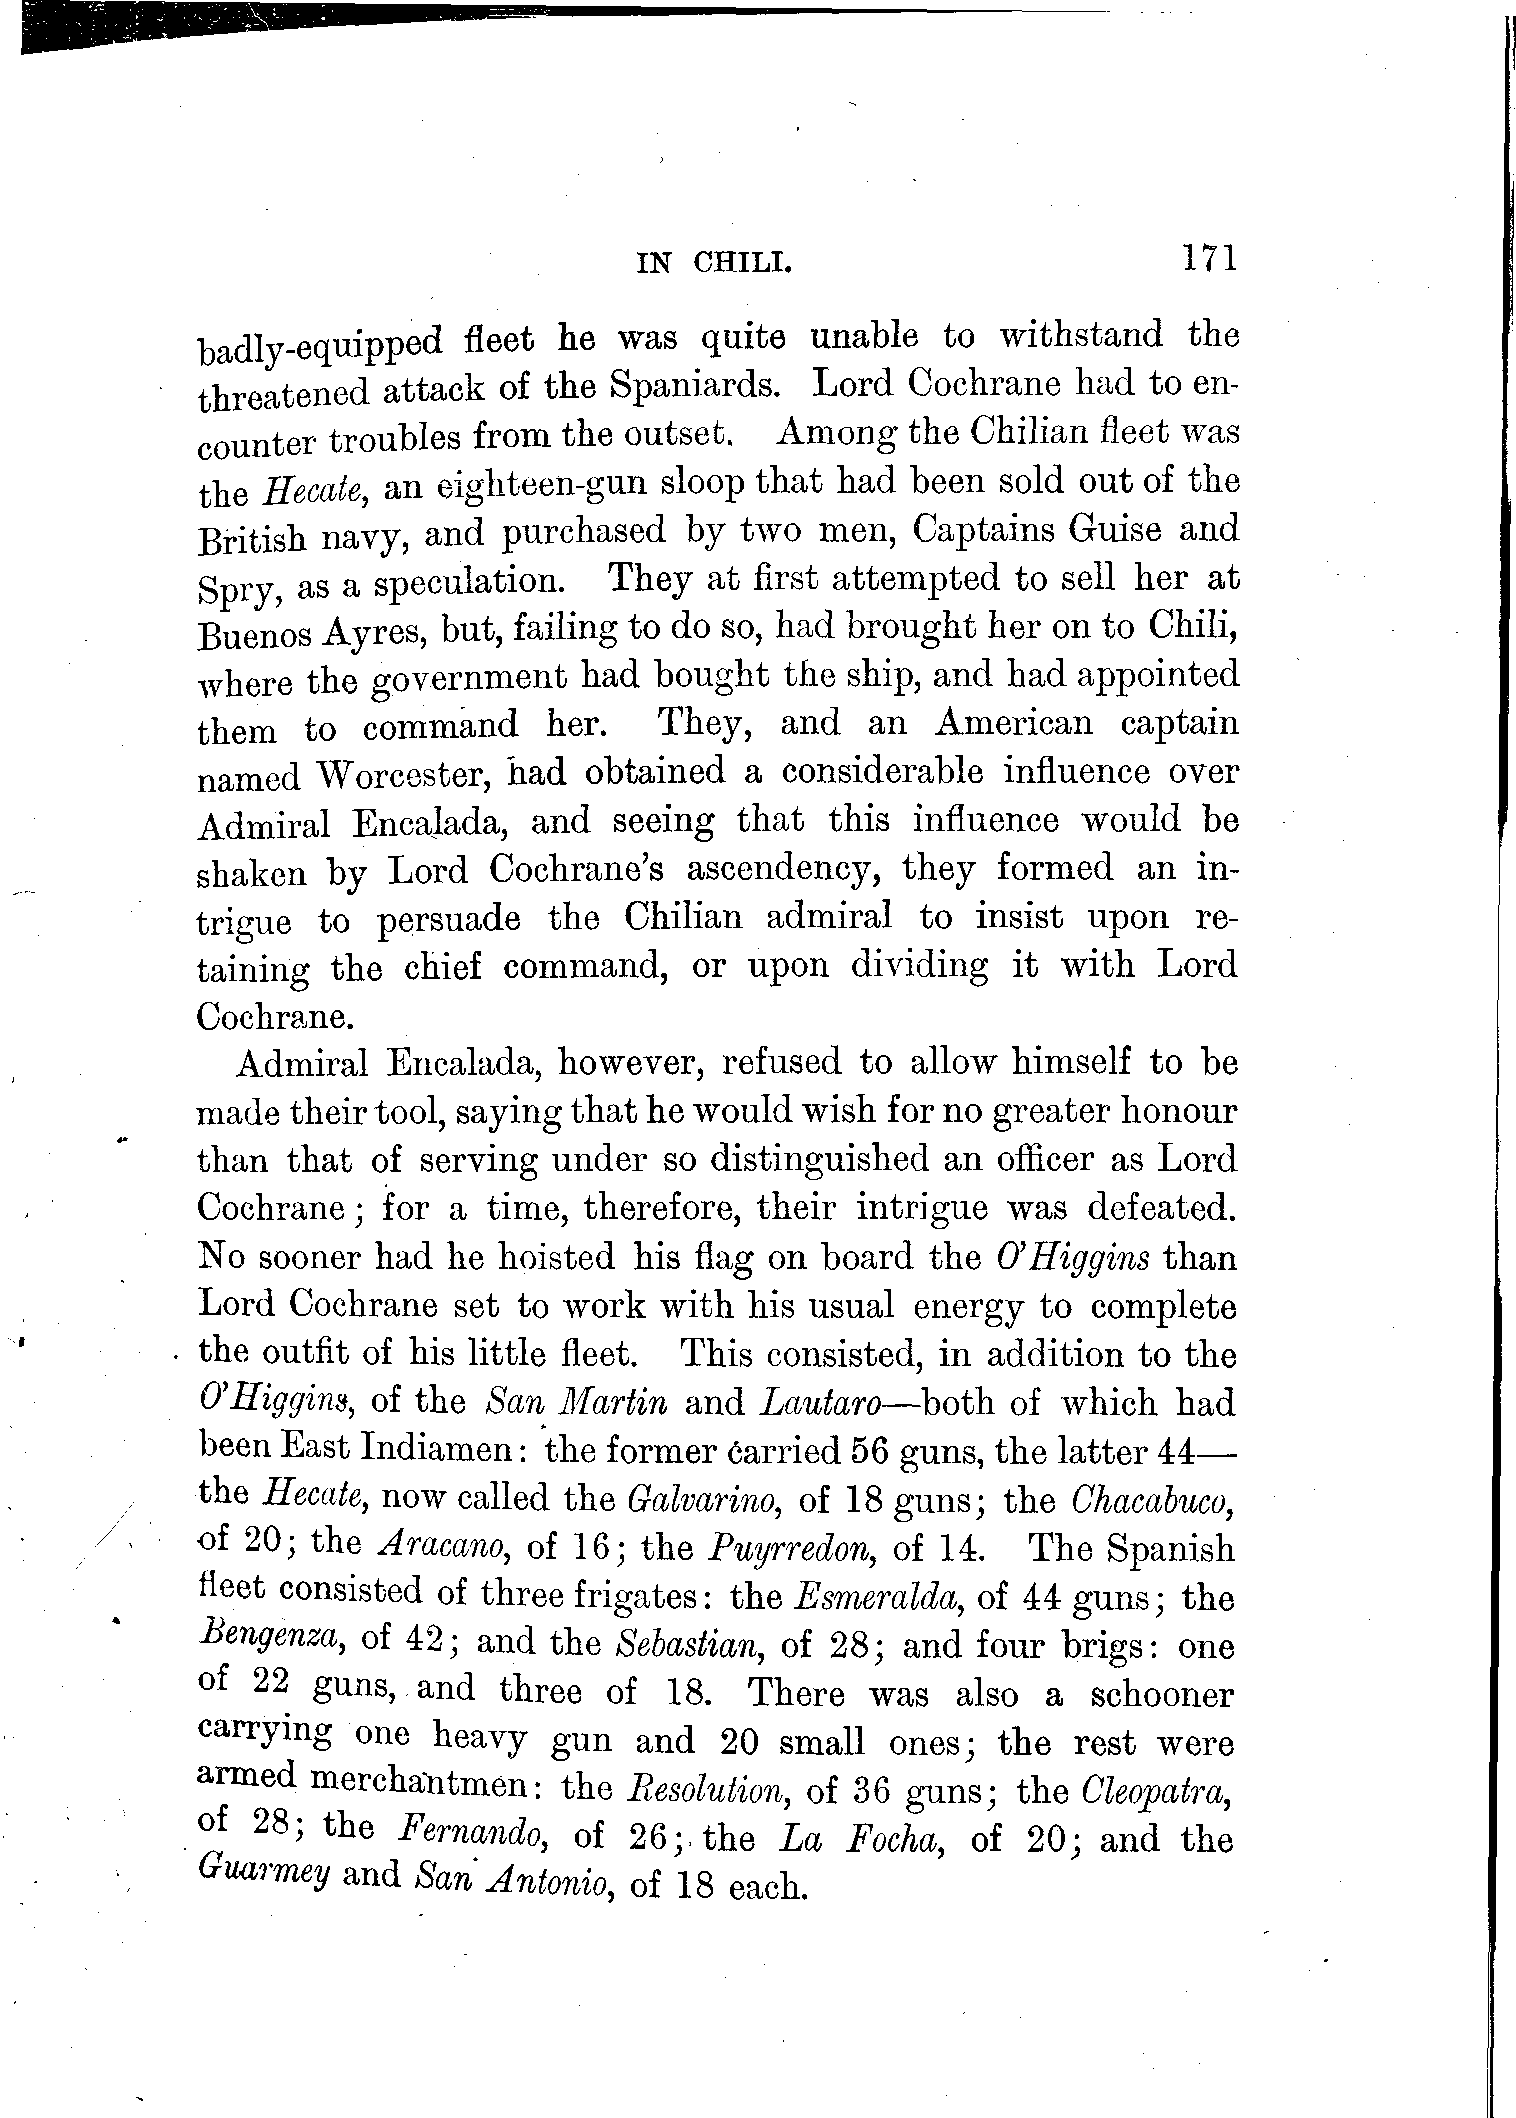 IN CHILI. 171
badly-equipped fleet he was quite unable to withstand the
threatened attack of the Spaniards. Lord Cochrane had to en-
counter troubles from the outset. Among the Chilian fleet was
the Hecate, an eighteen-gun sloop that had been sold out of the
British navy, and purchased by two men, Captains Guise and
Spry, as a speculation. They at first attempted to sell her at
Buenos Ayres, but, failing to do so, had brought her on to Chili,
where the government had bought the ship, and had appointed
them to command her. They, and an American captain
named Worcester, had obtained a considerable influence over
Admiral Encalada, and seeing that this influence would be
shaken by Lord Cochrane's ascendency, they formed an in-
trigue to persuade the Chilian admiral to insist upon re-
taining the chief command, or upon dividing it with Lord
Cochrane.
Admiral Encalada, however, refused to allow himself to be
made their tool, saying that he would wish for no greater honour
than that of serving under so distinguished an officer as Lord
Cochrane; for a time, therefore, their intrigue was defeated.
No sooner had he hoisted his flag on board the O'Higgins than
Lord Cochrane set to work with his usual energy to complete
the outfit of his little fleet. This consisted, in addition to the
O'Higgins, of the San Martin and Lautaro—both of which had
been East Indiamen: the former carried 56 guns, the latter 44—
the Hecate, now called the Galvarino, of 18 guns; the Chacabuco,
of 20; the Aracano, of 16; the Puyrredon, of 14. The Spanish
fleet consisted of three frigates: the Esmeralda, of 44 guns; the
Bengenza, of 42; and the Sebastian, of 28; and four brigs: one
of 22 guns, and three of 18. There was also a schooner
carrying one heavy gun and 20 small ones; the rest were
armed merchantmen: the Resolution, of 36 guns; the Cleopatra,
of 28; the Fernando, of 26; the La Focha, of 20; and the
Guarmey and San Antonio, of 18 each.